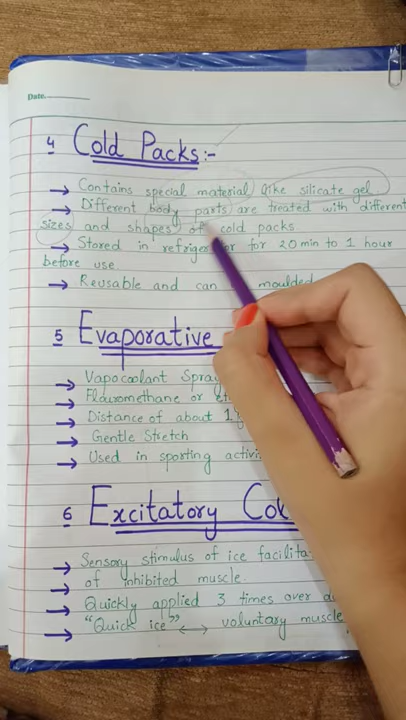 Date.
4 Cold Packs:-
→ Contains special material like silicate gel
→ Different body parts are treated with different
sizes and shapes of cold packs.
→ Stored in for 20 min to 1 hour
before use.
→ Reusable and can moulded
5 Evaporative
→ Vapocoolant
→ Flauromethane or
→ Distance of about
→ Gentle Stretch
→ Used in sporting
6 Excitatory
→ Sensory stimulus of ice
of inhibited muscle.
→ Quickly applied 3 times over
→ "Quick ice" ↔ voluntary muscle